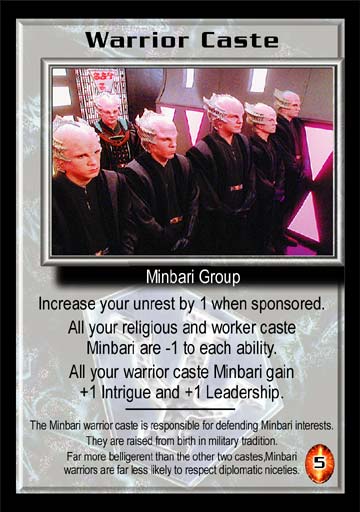 Warrior Caste
Minbari Group
Increase your unrest by 1 when sponsored.
All your religious and worker caste
Minbari are -1 to each ability.
All your warrior caste Minbari gain
+1 Intrigue and +1 Leadership.
The Minbari warrior caste is responsible for defending Minbari interests.
They are raised from birth in military tradition.
Far more belligerent than the other two castes,Minbari
warriors are far less likely to respect diplomatic niceties.
5